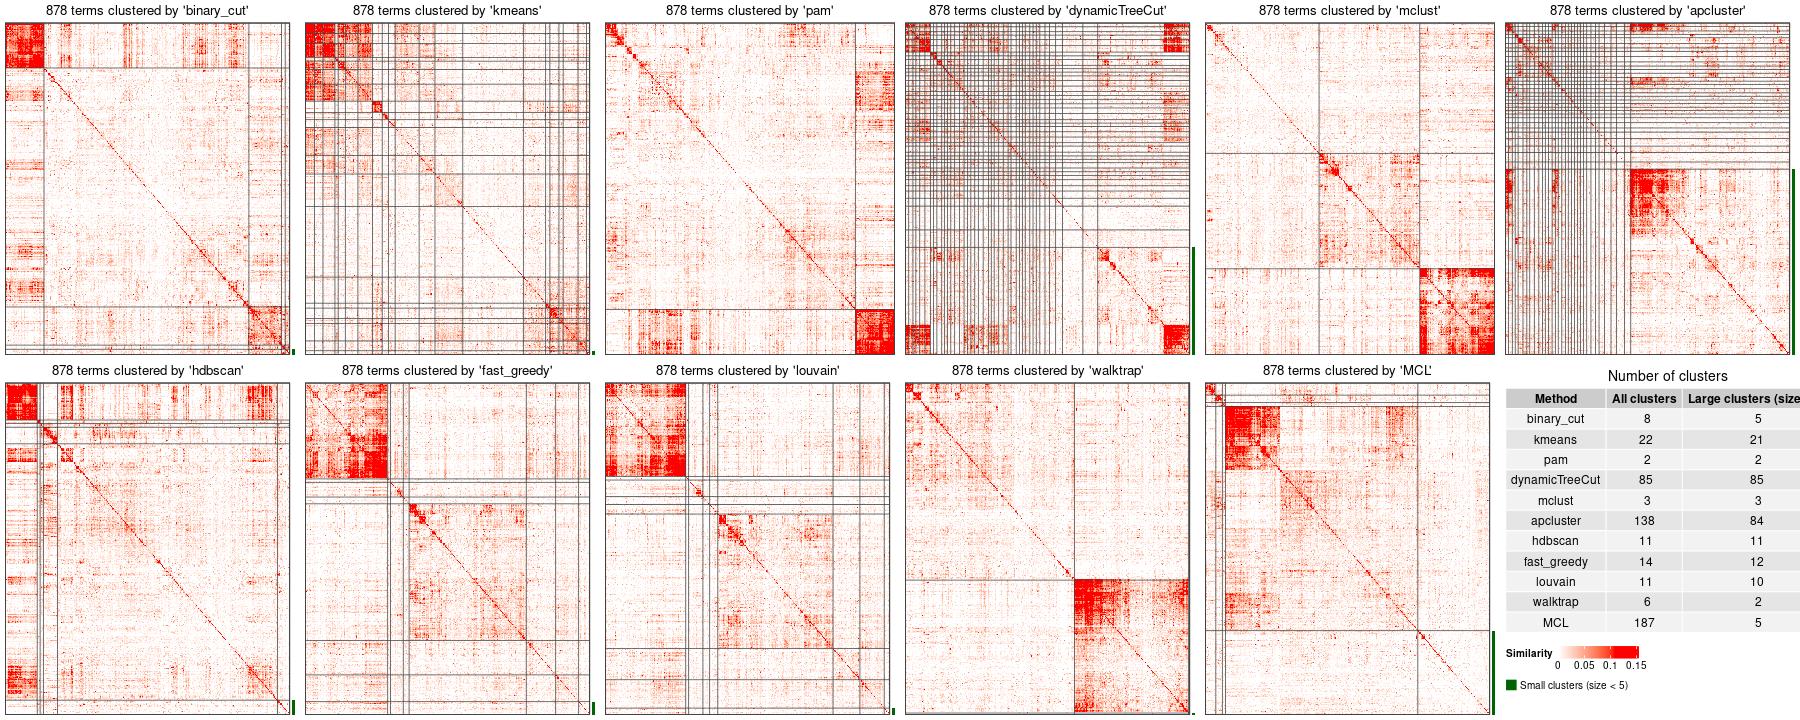 878 terms clustered by 'binary_cut'
878 terms clustered by 'kmeans'
878 terms clustered by 'pam'
878 terms clustered by 'dynamicTreeCut'
878 terms clustered by 'mclust'
878 terms clustered by 'apcluster'
878 terms clustered by 'hdbscan'
878 terms clustered by 'fast_greedy'
878 terms clustered by 'louvain'
878 terms clustered by 'walktrap'
878 terms clustered by 'MCL'
Number of clusters
Method All clusters Large clusters (size
binary_cut 8 5
kmeans 22 21
pam 2 2
dynamicTreeCut 85 85
mclust 3 3
apcluster 138 84
hdbscan 11 11
fast_greedy 14 12
louvain 11 10
walktrap 6 2
MCL 187 5
Similarity
0 0.05 0.1 0.15
Small clusters (size < 5)